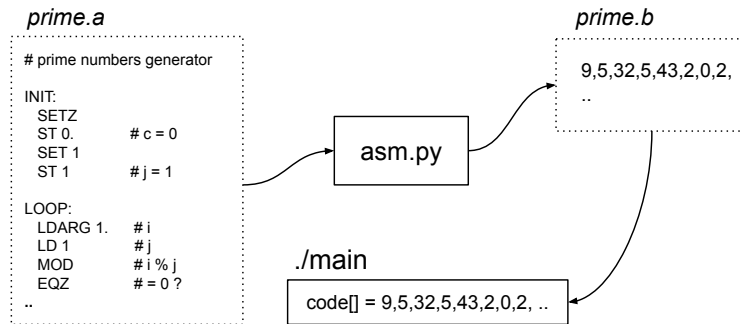 prime.a
# prime numbers generator
INIT:
SETZ
ST 0. # c = 0
SET 1
ST 1 # j = 1
LOOP:
LDARG 1. # i
LD 1 # j
MOD # i % j
EQZ # = 0 ?
..
asm.py
prime.b
9,5,32,5,43,2,0,2,
..
./main
code[] = 9,5,32,5,43,2,0,2, ..